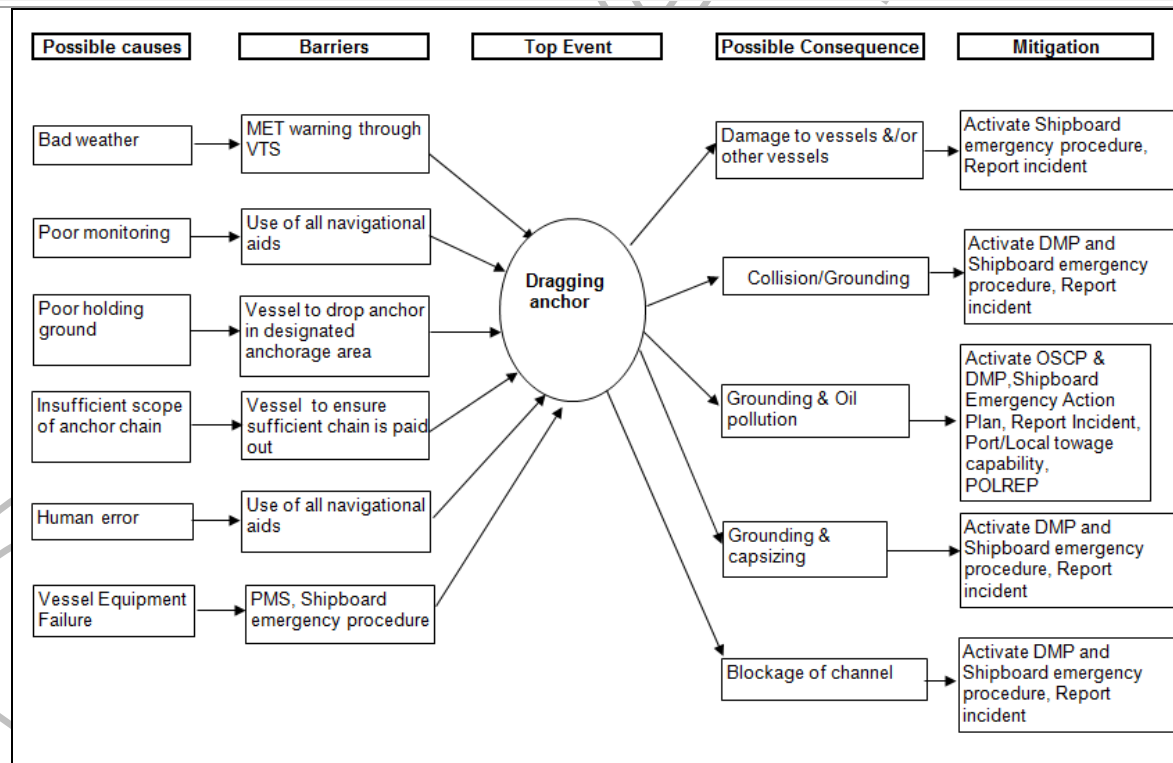 Possible causes
Barriers
Top Event
Possible Consequence
Mitigation
Bad weather
MET warning through
VTS
Poor monitoring
Use of all navigational
aids
Poor holding
ground
Vessel to drop anchor
in designated
anchorage area
Insufficient scope
of anchor chain
Vessel to ensure
sufficient chain is paid
out
Human error
Use of all navigational
aids
Vessel Equipment
Failure
PMS, Shipboard
emergency procedure
Dragging
anchor
Damage to vessels &/or
other vessels
Activate Shipboard
emergency procedure,
Report incident
Collision/Grounding
Activate DMP and
Shipboard emergency
procedure, Report
incident
Grounding & Oil
pollution
Activate OSCP &
DMP,Shipboard
Emergency Action
Plan, Report Incident,
Port/Local towage
capability,
POLREP
Grounding &
capsizing
Activate DMP and
Shipboard emergency
procedure, Report
incident
Blockage of channel
Activate DMP and
Shipboard emergency
procedure, Report
incident